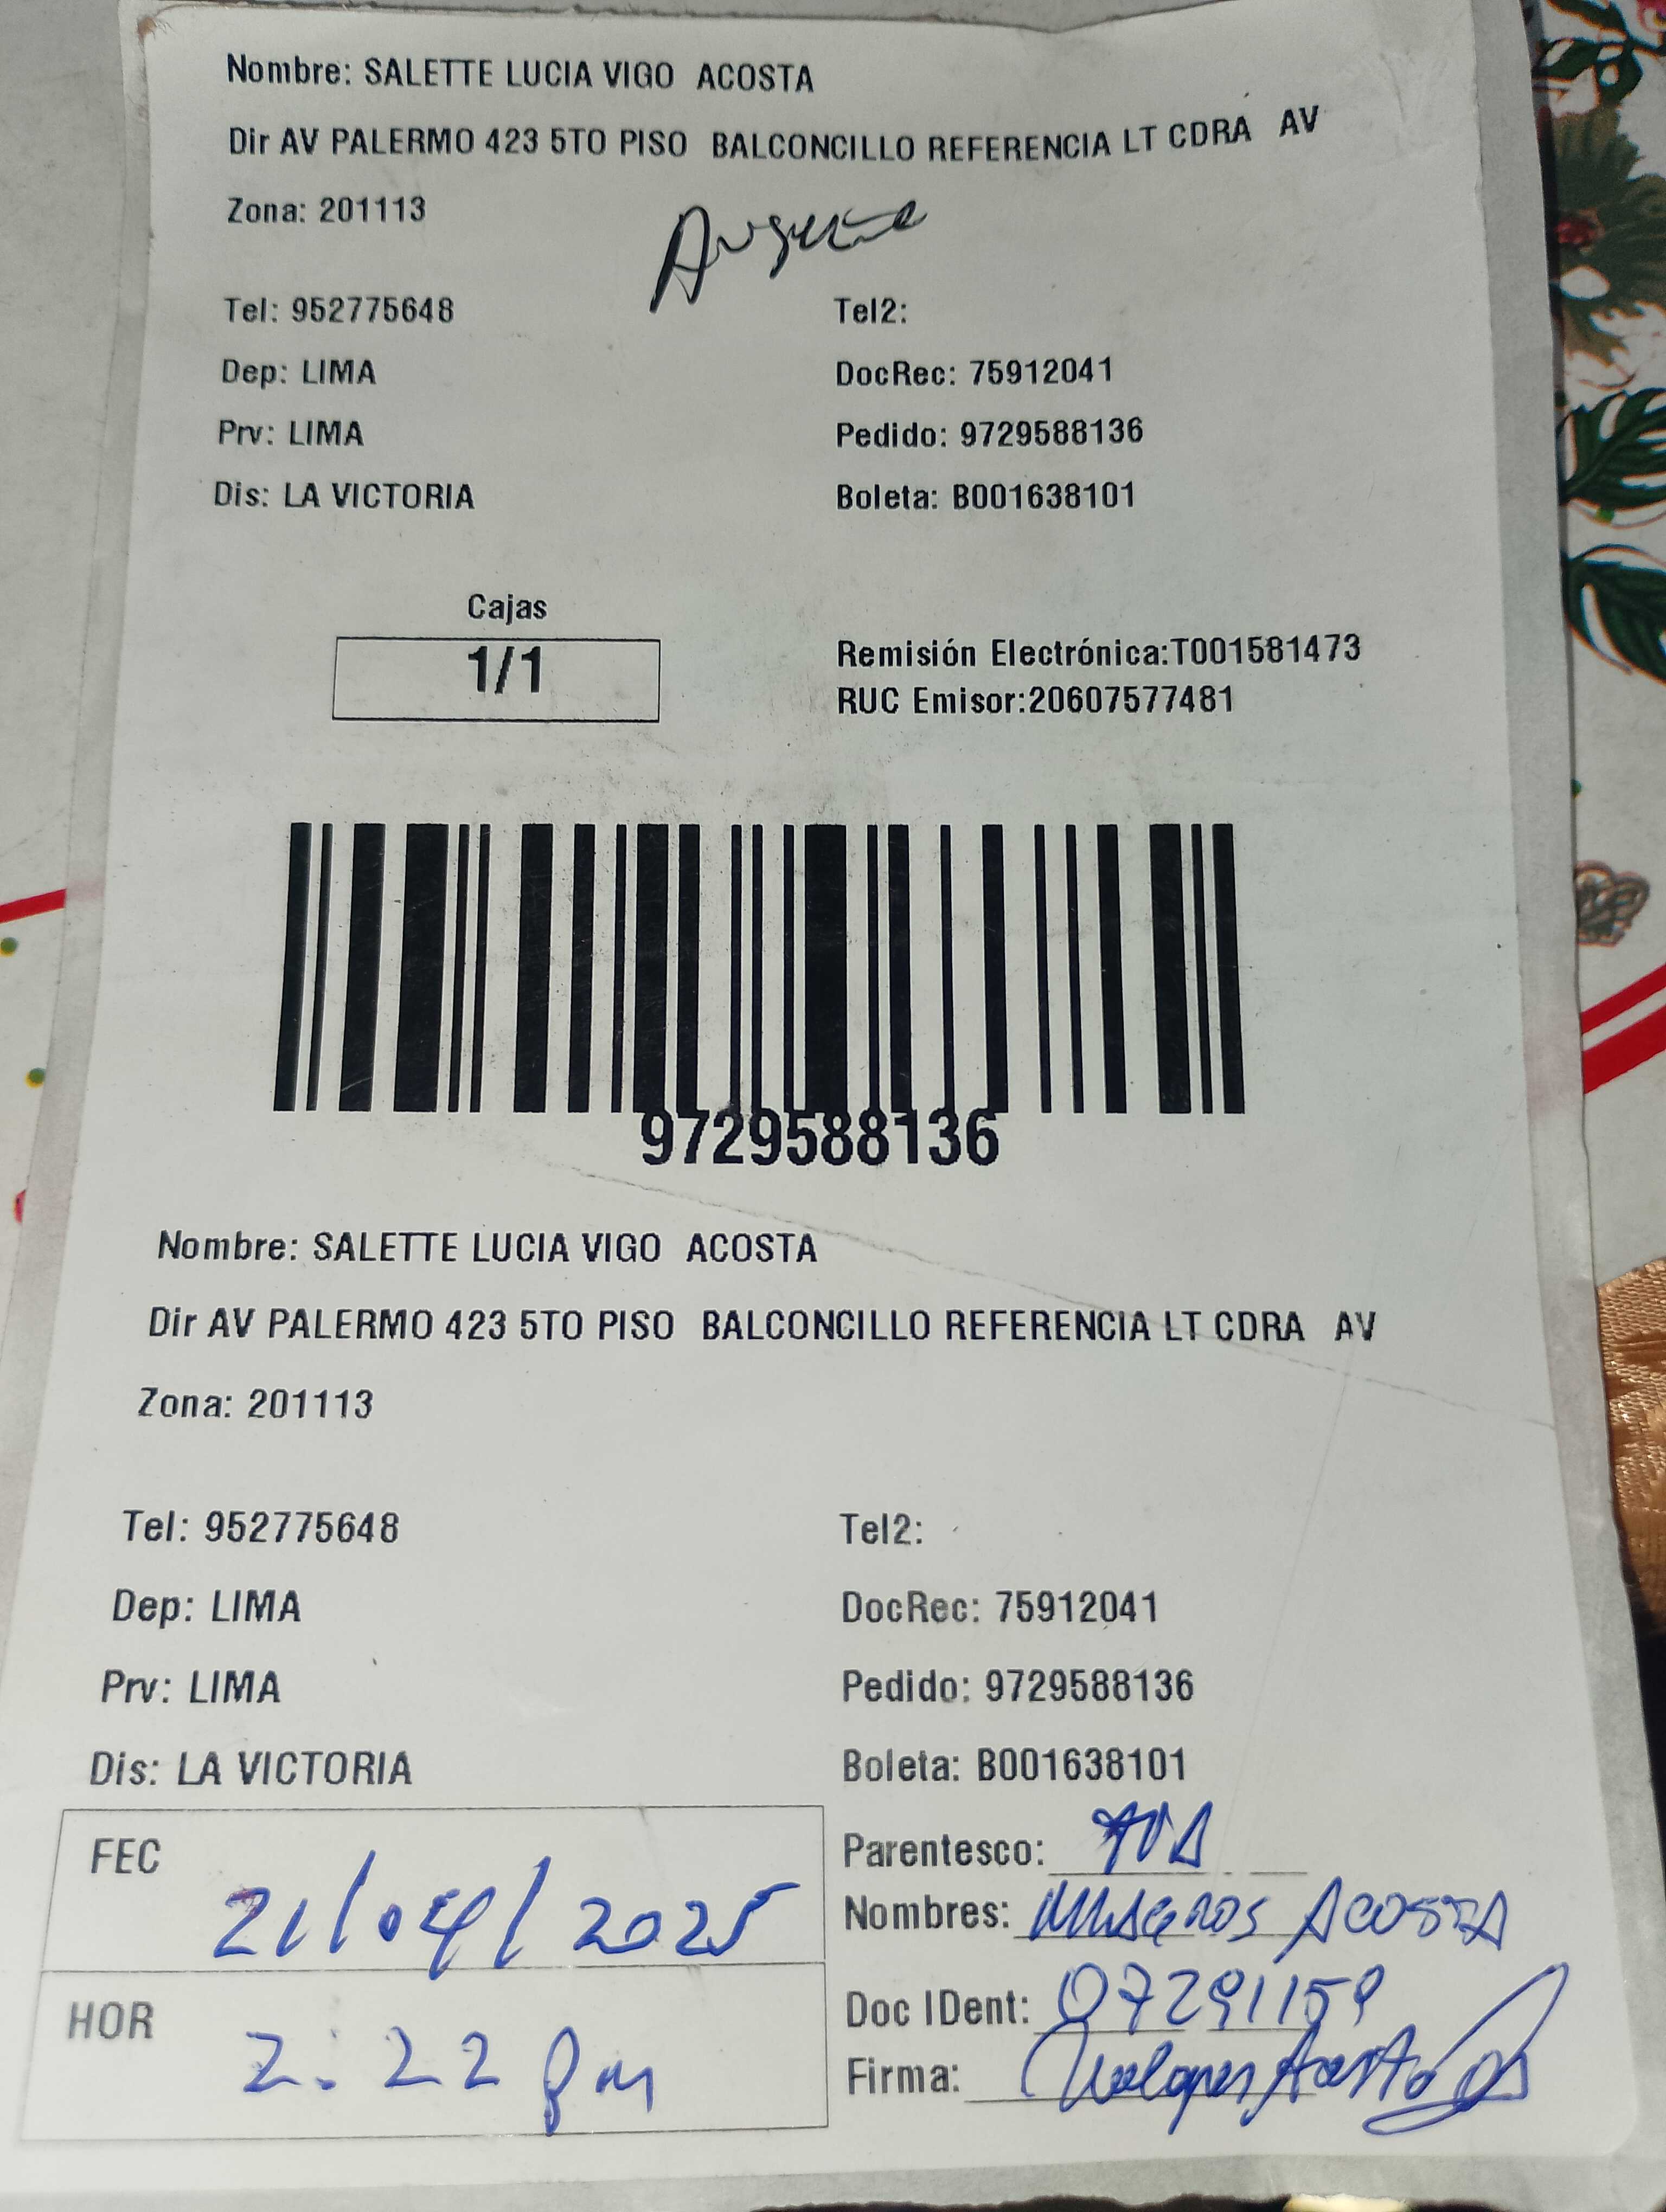 Nombre: SALETTE LUCIA VIGO ACOSTA
Dir AV PALERMO 423 5TO PISO BALCONCILLO REFERENCIA LT CDRA AV
Zona: 201113
Tel: 952775648 Tel2:
Dep: LIMA DocRec: 75912041
Prv: LIMA Pedido: 9729588136
Dis: LA VICTORIA Boleta: B001638101
Cajas
1/1
Remisión Electrónica:T001581473
RUC Emisor:20607577481
9729588136
Nombre: SALETTE LUCIA VIGO ACOSTA
Dir AV PALERMO 423 5TO PISO BALCONCILLO REFERENCIA LT CDRA AV
Zona: 201113
Tel: 952775648 Tel2:
Dep: LIMA DocRec: 75912041
Prv: LIMA Pedido: 9729588136
Dis: LA VICTORIA Boleta: B001638101
FEC 21/04/2025
Parentesco:
Nombres: Milagros Acosta
HOR 2:22 pm
Doc IDent: 07291159
Firma: